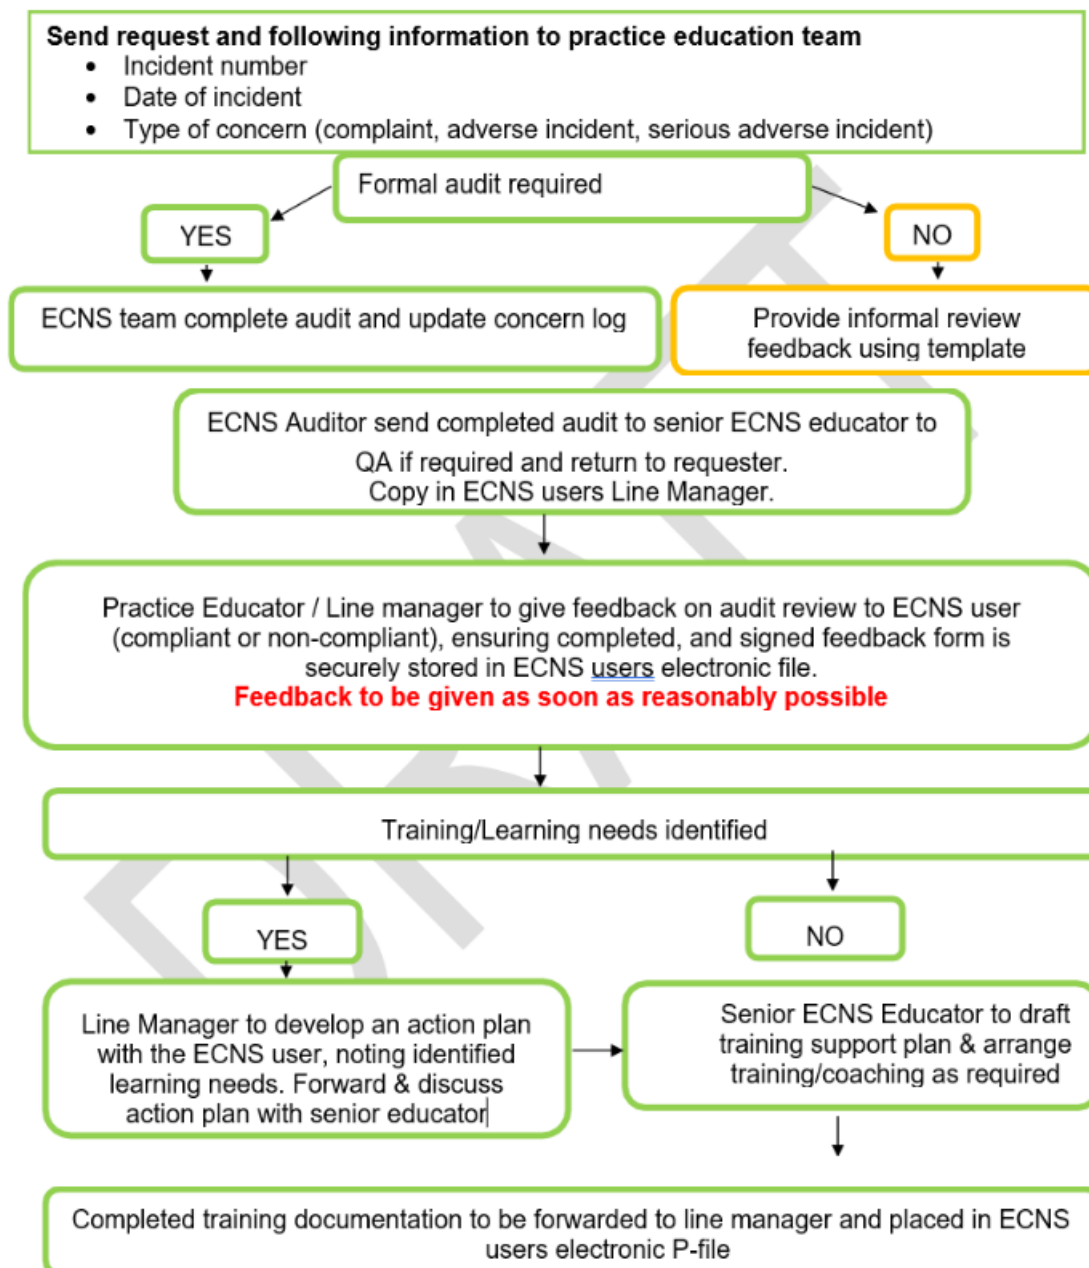 Send request and following information to practice education team
• Incident number
• Date of incident
• Type of concern (complaint, adverse incident, serious adverse incident)
Formal audit required
YES
NO
ECNS team complete audit and update concern log
Provide informal review
feedback using template
ECNS Auditor send completed audit to senior ECNS educator to
QA if required and return to requester.
Copy in ECNS users Line Manager.
Practice Educator / Line manager to give feedback on audit review to ECNS user
(compliant or non-compliant), ensuring completed, and signed feedback form is
securely stored in ECNS users electronic file.
Feedback to be given as soon as reasonably possible
Training/Learning needs identified
YES
NO
Line Manager to develop an action plan
with the ECNS user, noting identified
learning needs. Forward & discuss
action plan with senior educator
Senior ECNS Educator to draft
training support plan & arrange
training/coaching as required
Completed training documentation to be forwarded to line manager and placed in ECNS
users electronic P-file
DRAFT